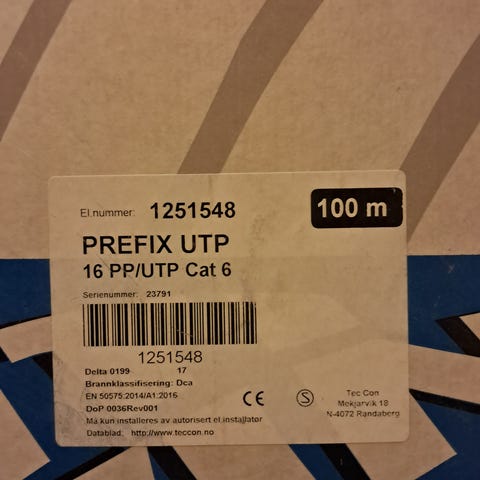 El.nummer: 1251548
100 m
PREFIX UTP
16 PP/UTP Cat 6
Serienummer: 23791
1251548
Delta 0199 17
Brannklassifisering: Dca
EN 50575:2014/A1:2016
DoP 0036Rev001
Må kun installeres av autorisert el.installatør
Datablad: http://www.teccon.no
CE
S
Tec Con
Mekjarvik 18
N-4072 Randaberg